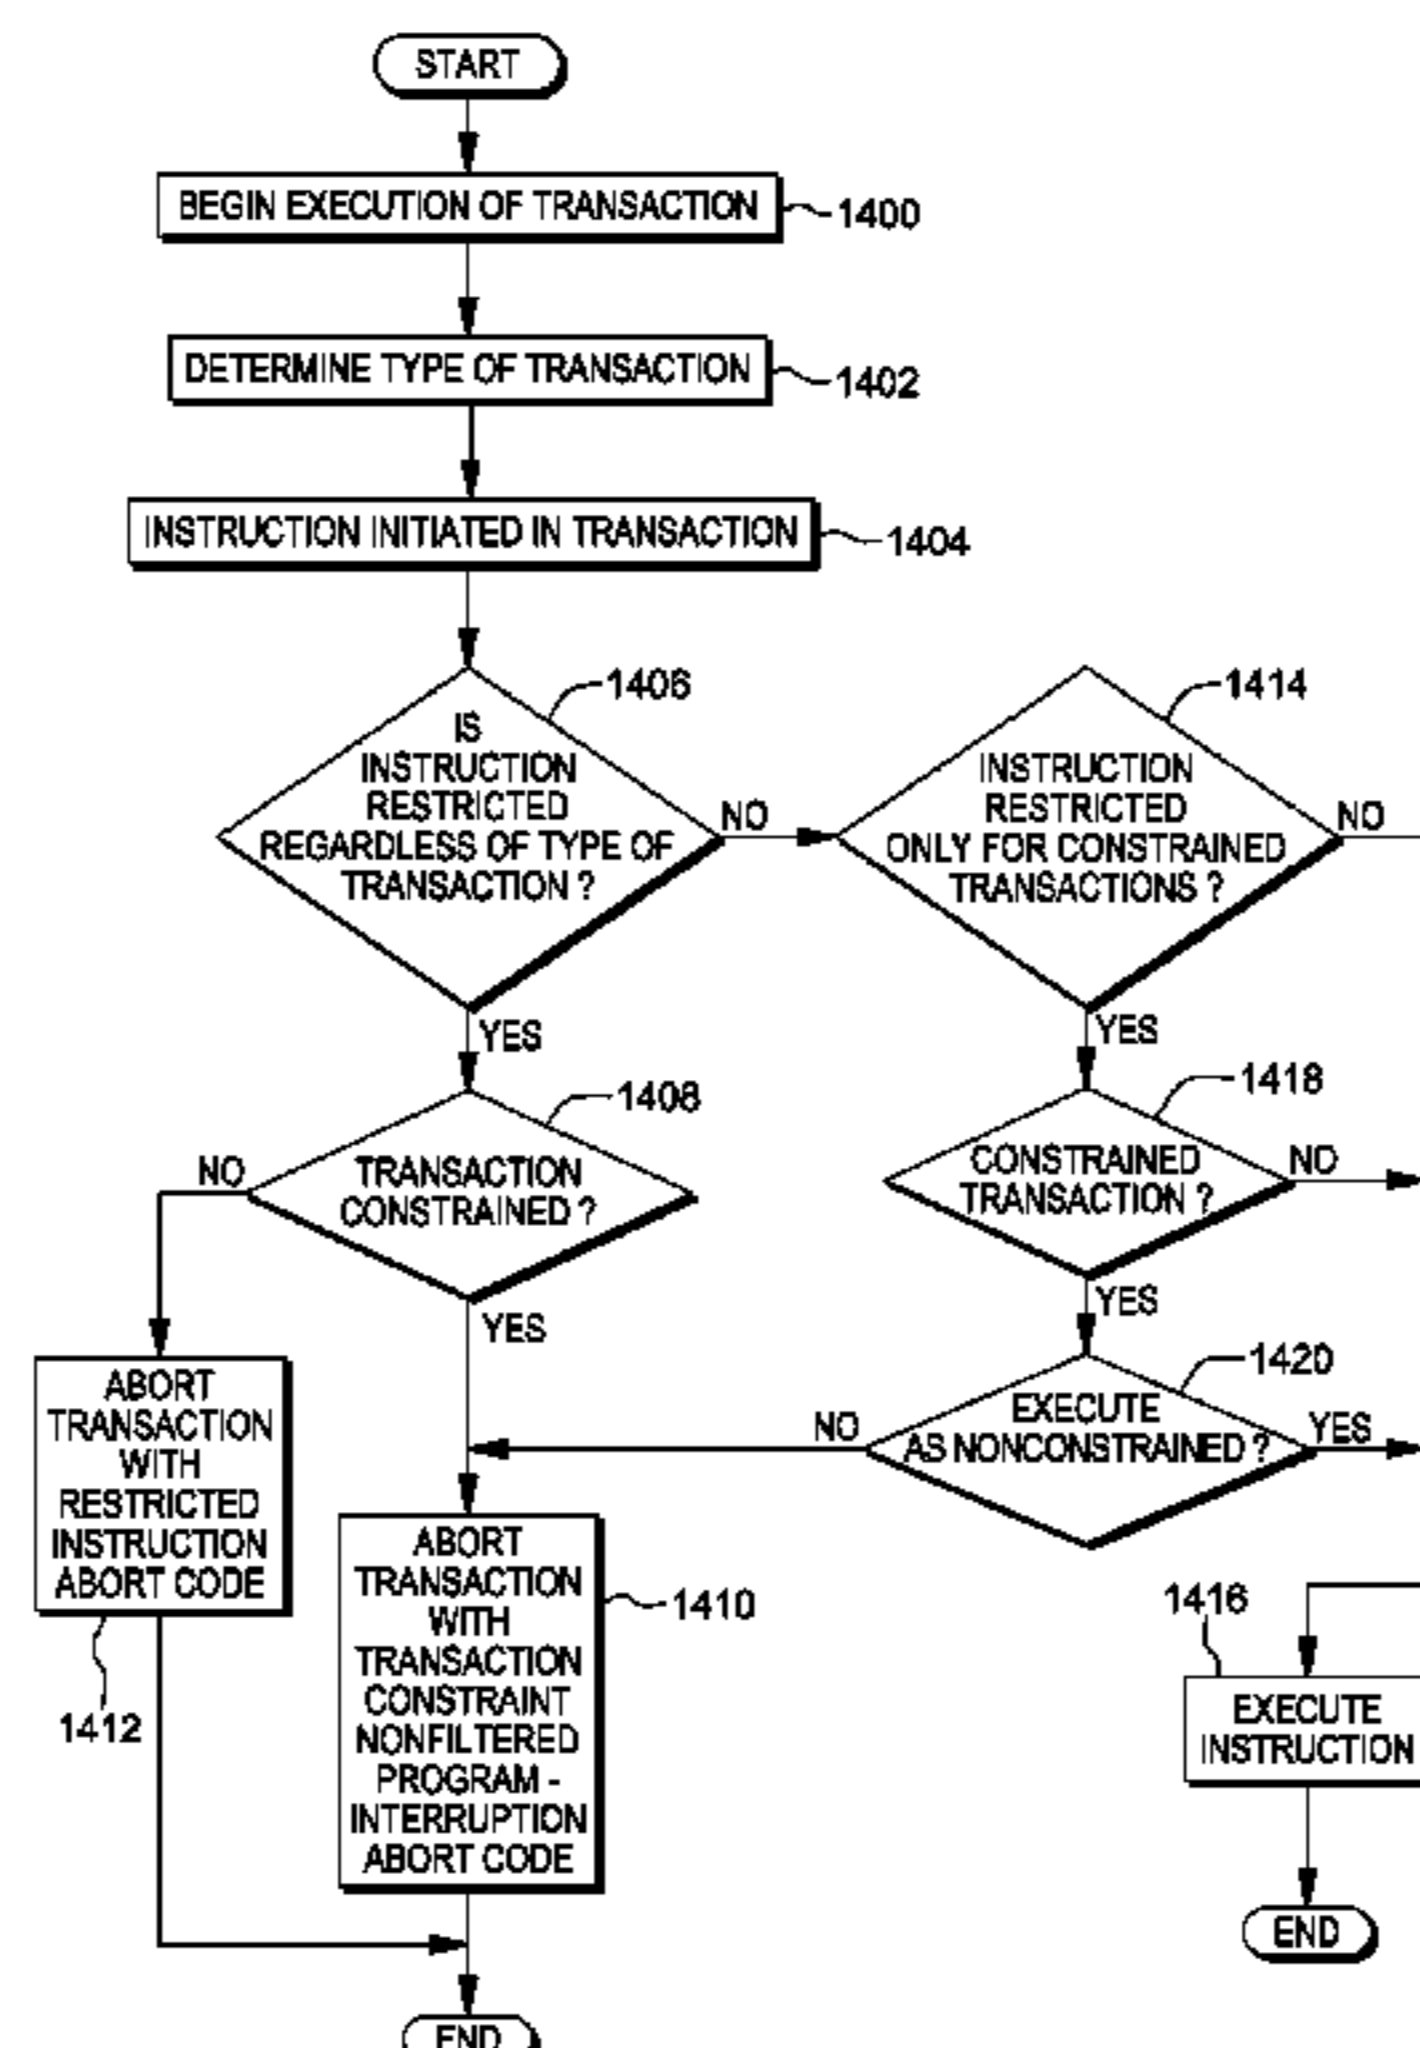 START
BEGIN EXECUTION OF TRANSACTION
1400
DETERMINE TYPE OF TRANSACTION
1402
INSTRUCTION INITIATED IN TRANSACTION
1404
1406
IS
INSTRUCTION
RESTRICTED
REGARDLESS OF TYPE OF
TRANSACTION ?
NO
YES
1414
INSTRUCTION
RESTRICTED
ONLY FOR CONSTRAINED
TRANSACTIONS ?
NO
YES
1408
TRANSACTION
CONSTRAINED ?
NO
YES
1418
CONSTRAINED
TRANSACTION ?
NO
YES
1420
EXECUTE
AS NONCONSTRAINED ?
NO
YES
ABORT
TRANSACTION
WITH
RESTRICTED
INSTRUCTION
ABORT CODE
1412
ABORT
TRANSACTION
WITH
TRANSACTION
CONSTRAINT
NONFILTERED
PROGRAM -
INTERRUPTION
ABORT CODE
1410
1416
EXECUTE
INSTRUCTION
END
END